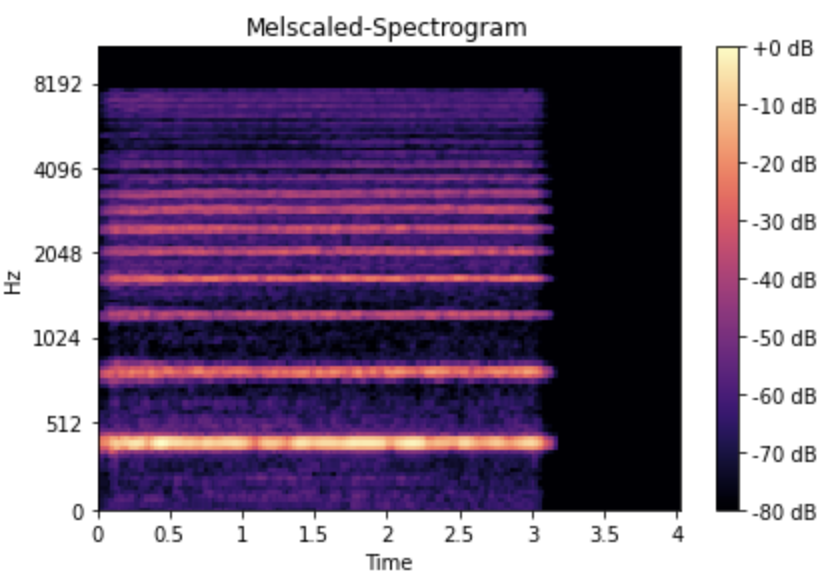 Melscaled-Spectrogram
8192
4096
2048
1024
512
0
Hz
0 0.5 1 1.5 2 2.5 3 3.5 4
Time
+0 dB
-10 dB
-20 dB
-30 dB
-40 dB
-50 dB
-60 dB
-70 dB
-80 dB